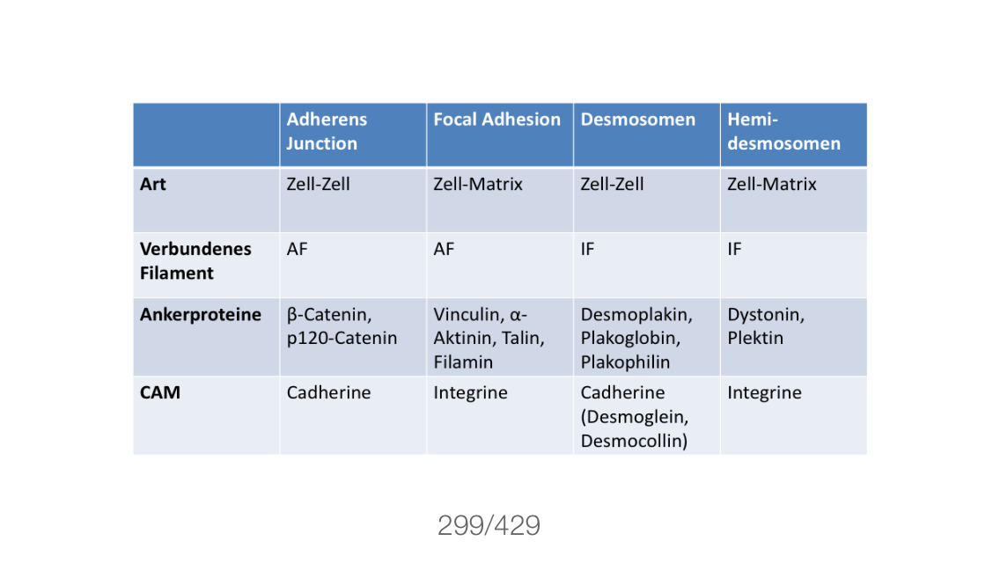 Adherens Junction | Focal Adhesion | Desmosomen | Hemi-desmosomen
Art | Zell-Zell | Zell-Matrix | Zell-Zell | Zell-Matrix
Verbundenes Filament | AF | AF | IF | IF
Ankerproteine | β-Catenin, p120-Catenin | Vinculin, α-Aktinin, Talin, Filamin | Desmoplakin, Plakoglobin, Plakophilin | Dystonin, Plektin
CAM | Cadherine | Integrine | Cadherine (Desmoglein, Desmocollin) | Integrine
299/429